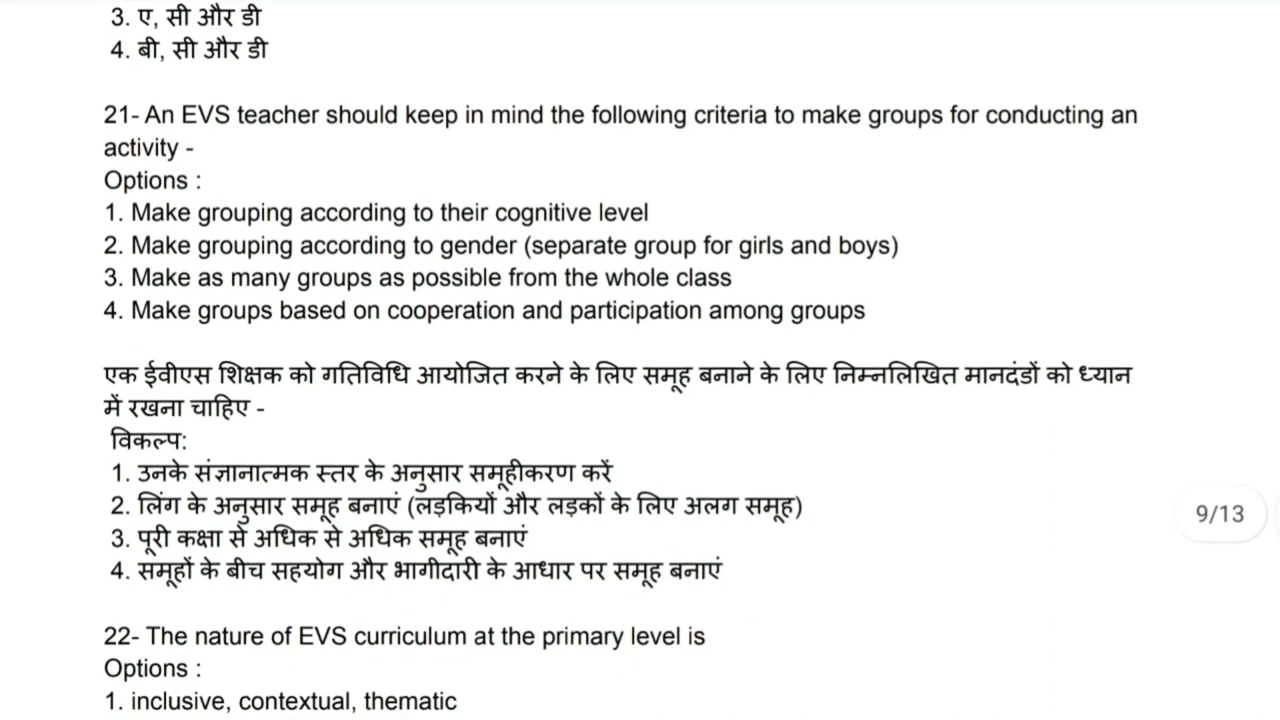 3. ए, सी और डी
4. बी, सी और डी
21- An EVS teacher should keep in mind the following criteria to make groups for conducting an
activity -
Options :
1. Make grouping according to their cognitive level
2. Make grouping according to gender (separate group for girls and boys)
3. Make as many groups as possible from the whole class
4. Make groups based on cooperation and participation among groups
एक ईवीएस शिक्षक को गतिविधि आयोजित करने के लिए समूह बनाने के लिए निम्नलिखित मानदंडों को ध्यान
में रखना चाहिए -
विकल्प:
1. उनके संज्ञानात्मक स्तर के अनुसार समूहीकरण करें
2. लिंग के अनुसार समूह बनाएं (लड़कियों और लड़कों के लिए अलग समूह)
3. पूरी कक्षा से अधिक से अधिक समूह बनाएं
4. समूहों के बीच सहयोग और भागीदारी के आधार पर समूह बनाएं
9/13
22- The nature of EVS curriculum at the primary level is
Options :
1. inclusive, contextual, thematic